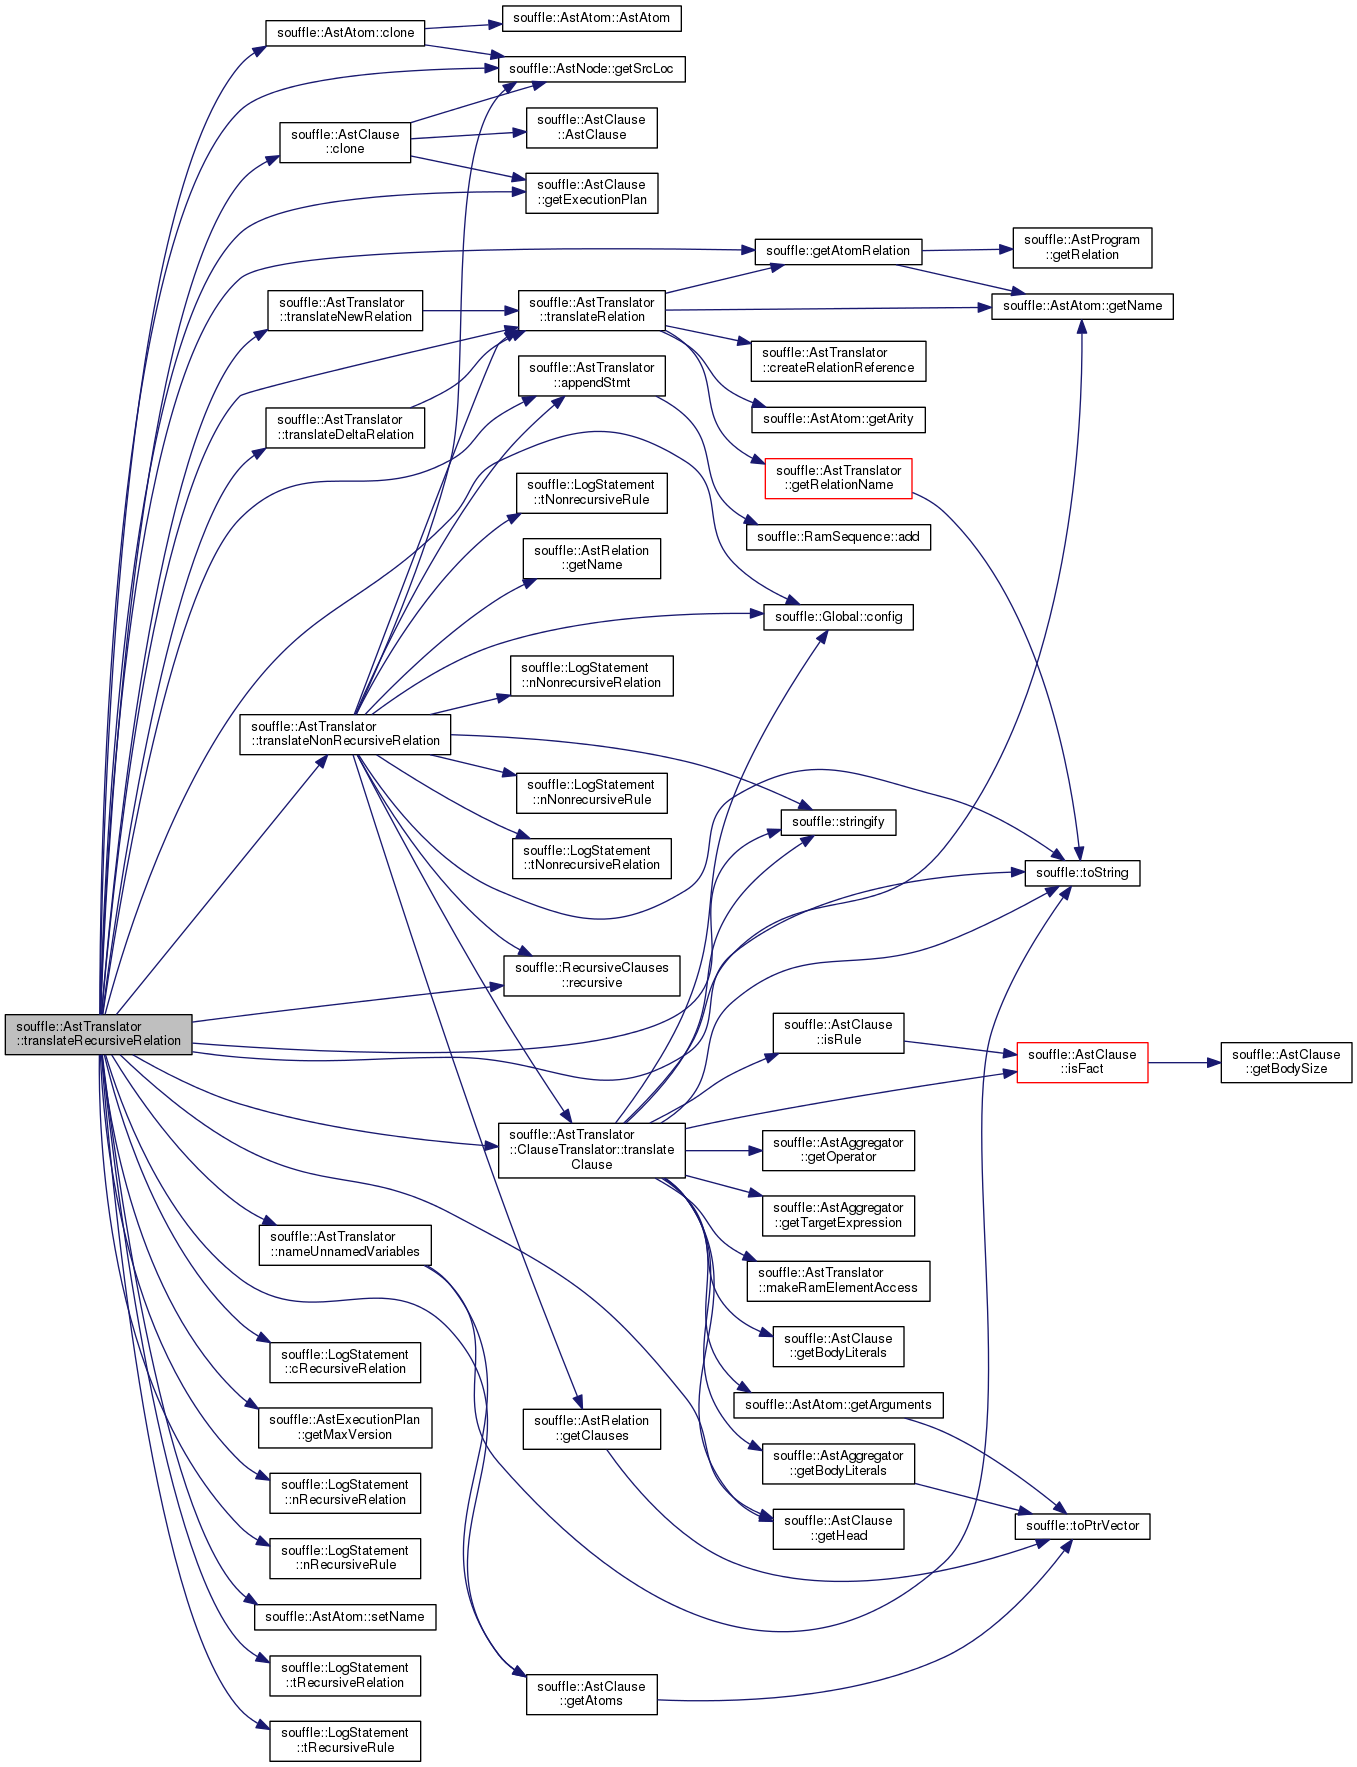 souffle::AstAtom::clone
souffle::AstAtom::AstAtom
souffle::AstNode::getSrcLoc
souffle::AstClause
::AstClause
souffle::AstClause
::clone
souffle::AstClause
::getExecutionPlan
souffle::getAtomRelation
souffle::AstProgram
::getRelation
souffle::AstTranslator
::translateNewRelation
souffle::AstTranslator
::translateRelation
souffle::AstAtom::getName
souffle::AstTranslator
::createRelationReference
souffle::AstTranslator
::appendStmt
souffle::AstTranslator
::translateDeltaRelation
souffle::AstAtom::getArity
souffle::AstTranslator
::getRelationName
souffle::LogStatement
::tNonrecursiveRule
souffle::RamSequence::add
souffle::AstRelation
::getName
souffle::Global::config
souffle::LogStatement
::nNonrecursiveRelation
souffle::AstTranslator
::translateNonRecursiveRelation
souffle::LogStatement
::nNonrecursiveRule
souffle::stringify
souffle::LogStatement
::tNonrecursiveRelation
souffle::toString
souffle::RecursiveClauses
::recursive
souffle::AstTranslator
::translateRecursiveRelation
souffle::AstClause
::isRule
souffle::AstClause
::isFact
souffle::AstClause
::getBodySize
souffle::AstTranslator
::ClauseTranslator::translate
Clause
souffle::AstAggregator
::getOperator
souffle::AstAggregator
::getTargetExpression
souffle::AstTranslator
::nameUnnamedVariables
souffle::AstTranslator
::makeRamElementAccess
souffle::AstClause
::getBodyLiterals
souffle::LogStatement
::cRecursiveRelation
souffle::AstAtom::getArguments
souffle::AstExecutionPlan
::getMaxVersion
souffle::AstRelation
::getClauses
souffle::AstAggregator
::getBodyLiterals
souffle::LogStatement
::nRecursiveRelation
souffle::AstClause
::getHead
souffle::toPtrVector
souffle::LogStatement
::nRecursiveRule
souffle::AstAtom::setName
souffle::LogStatement
::tRecursiveRelation
souffle::AstClause
::getAtoms
souffle::LogStatement
::tRecursiveRule